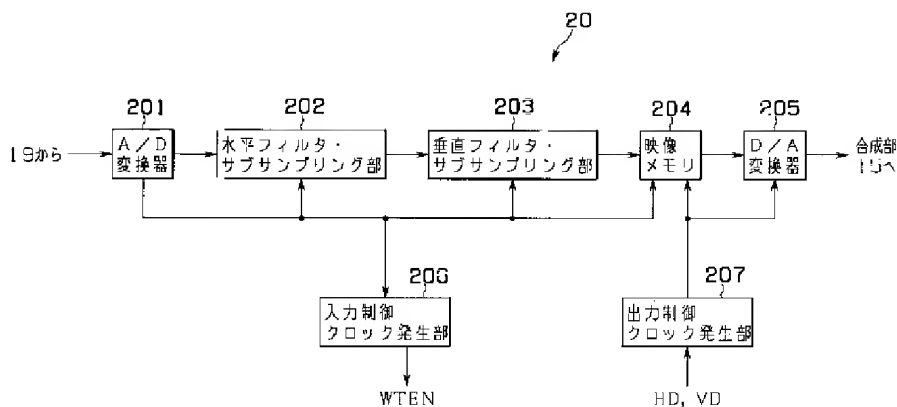 20
201
202
203
204
205
19から
A/D
変換器
水平フィルタ・
サブサンプリング部
垂直フィルタ・
サブサンプリング部
映像
メモリ
D/A
変換器
合成部
15へ
206
207
入力制御
クロック発生部
出力制御
クロック発生部
WTEN
HD, VD